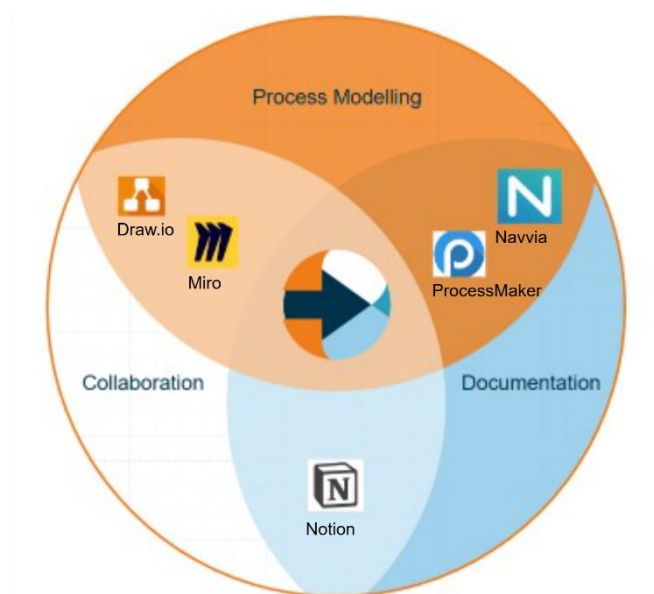 Process Modelling
Draw.io
Miro
N
Navvia
ProcessMaker
Collaboration
Documentation
N
Notion